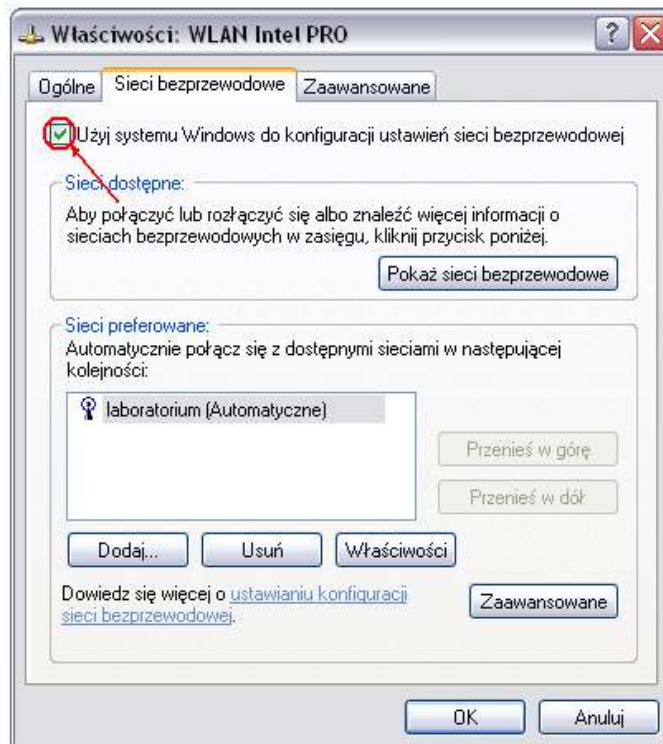 Właściwości: WLAN Intel PRO
?
Ogólne
Sieci bezprzewodowe
Zaawansowane
Użyj systemu Windows do konfiguracji ustawień sieci bezprzewodowej
Sieci dostępne:
Aby połączyć lub rozłączyć się albo znaleźć więcej informacji o
sieciach bezprzewodowych w zasięgu, kliknij przycisk poniżej.
Pokaż sieci bezprzewodowe
Sieci preferowane:
Automatycznie połącz się z dostępnymi sieciami w następującej
kolejności:
laboratorium (Automatyczne)
Przenieś w górę
Przenieś w dół
Dodaj...
Usuń
Właściwości
Dowiedz się więcej o ustawianiu konfiguracji
sieci bezprzewodowej.
Zaawansowane
OK
Anuluj